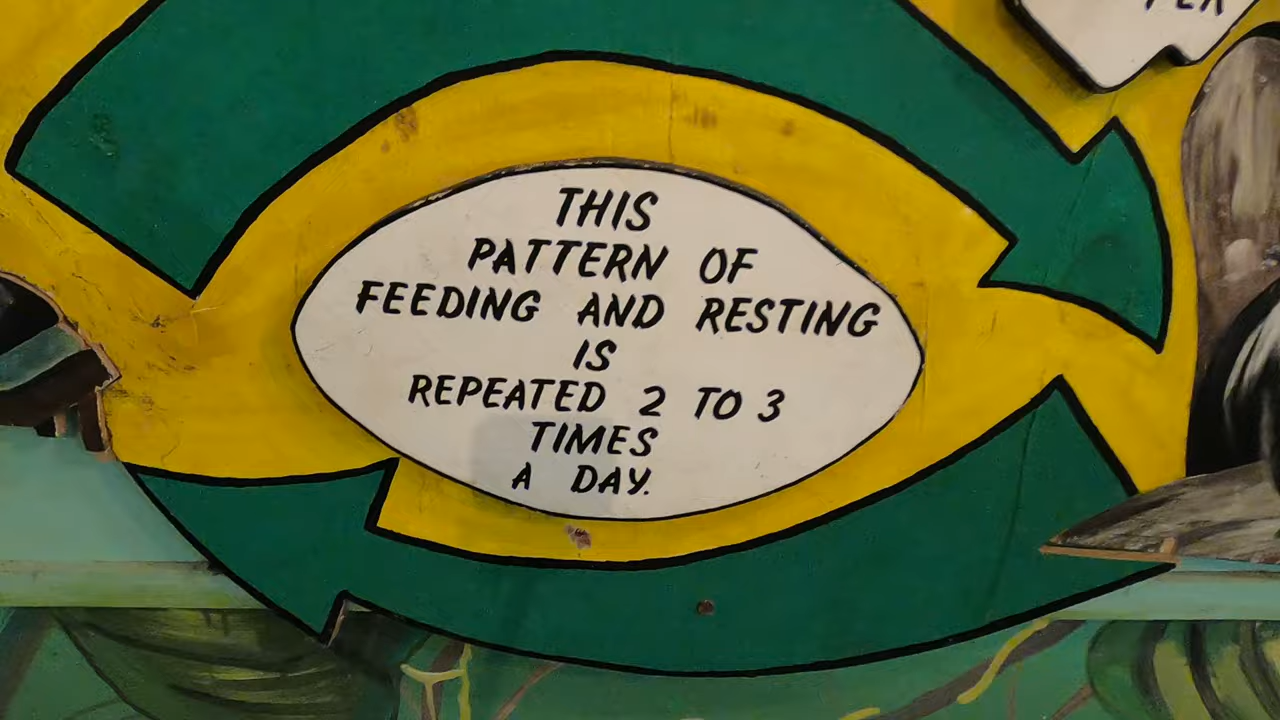 THIS
PATTERN OF
FEEDING AND RESTING
IS
REPEATED 2 TO 3
TIMES
A DAY.